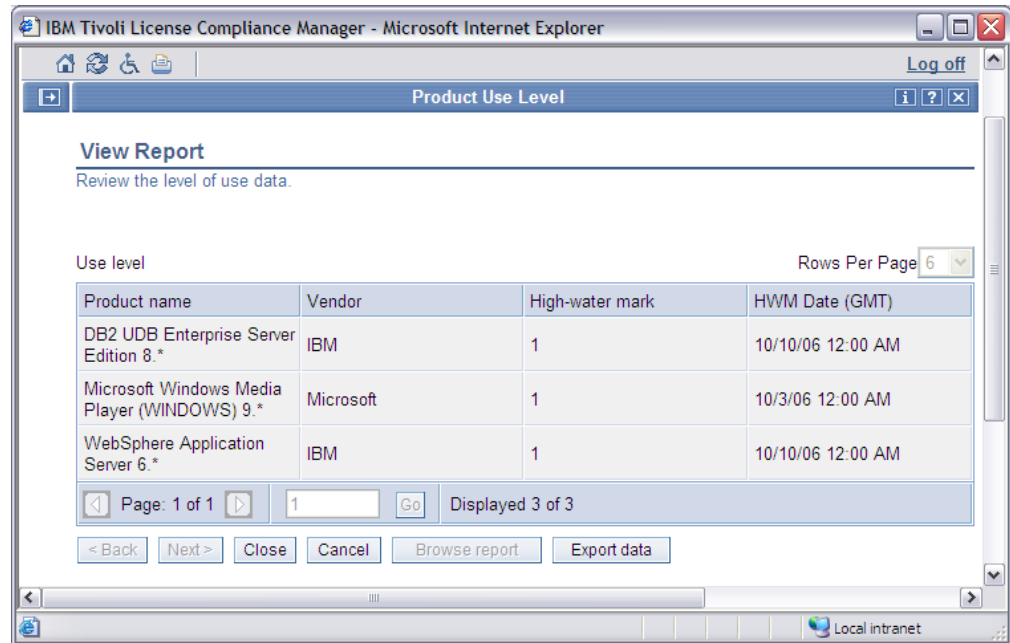 IBM Tivoli License Compliance Manager - Microsoft Internet Explorer
Log off
Product Use Level
View Report
Review the level of use data.
Use level
Rows Per Page 6
Product name Vendor High-water mark HWM Date (GMT)
DB2 UDB Enterprise Server
Edition 8.* IBM 1 10/10/06 12:00 AM
Microsoft Windows Media
Player (WINDOWS) 9.* Microsoft 1 10/3/06 12:00 AM
WebSphere Application
Server 6.* IBM 1 10/10/06 12:00 AM
Page: 1 of 1 1 Go Displayed 3 of 3
< Back Next > Close Cancel Browse report Export data
Local intranet